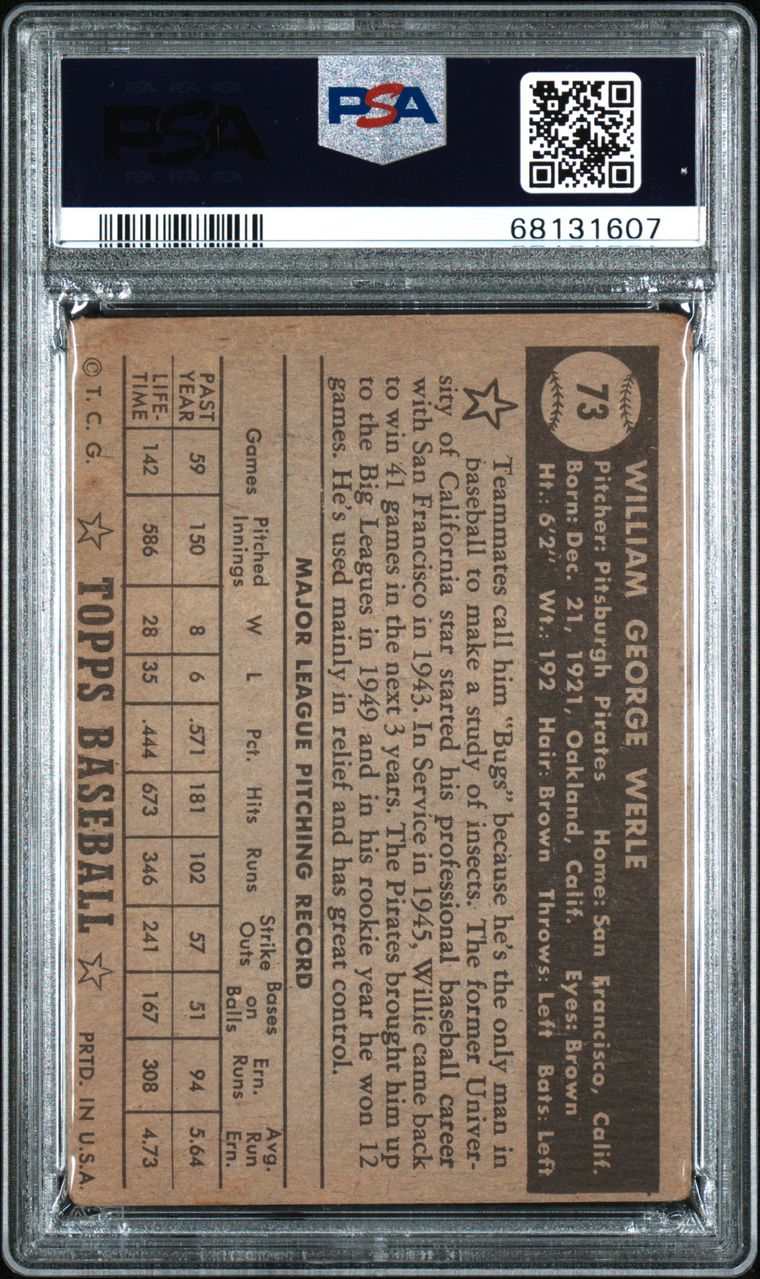 PSA
PSA
68131607
73
WILLIAM GEORGE WERLE
Pitcher: Pitsburgh Pirates Home: San Francisco, Calif.
Born: Dec. 21, 1921, Oakland, Calif. Eyes: Brown
Ht.: 6'2" Wt.: 192 Hair: Brown Throws: Left Bats: Left
Teammates call him "Bugs" because he's the only man in
baseball to make a study of insects. The former Univer-
sity of California star started his professional baseball career
with San Francisco in 1943. In Service in 1945, Willie came back
to win 41 games in the next 3 years. The Pirates brought him up
to the Big Leagues in 1949 and in his rookie year he won 12
games. He's used mainly in relief and has great control.
MAJOR LEAGUE PITCHING RECORD
Games Pitched Innings W L Pct. Hits Runs Strike Outs Bases on Balls Ern. Runs Avg. Run Ern.
PAST YEAR 59 150 8 6 .571 181 102 57 51 94 5.64
LIFE-TIME 142 586 28 35 .444 673 346 241 167 308 4.73
© T. C. G. TOPPS BASEBALL PRTD. IN U.S.A.